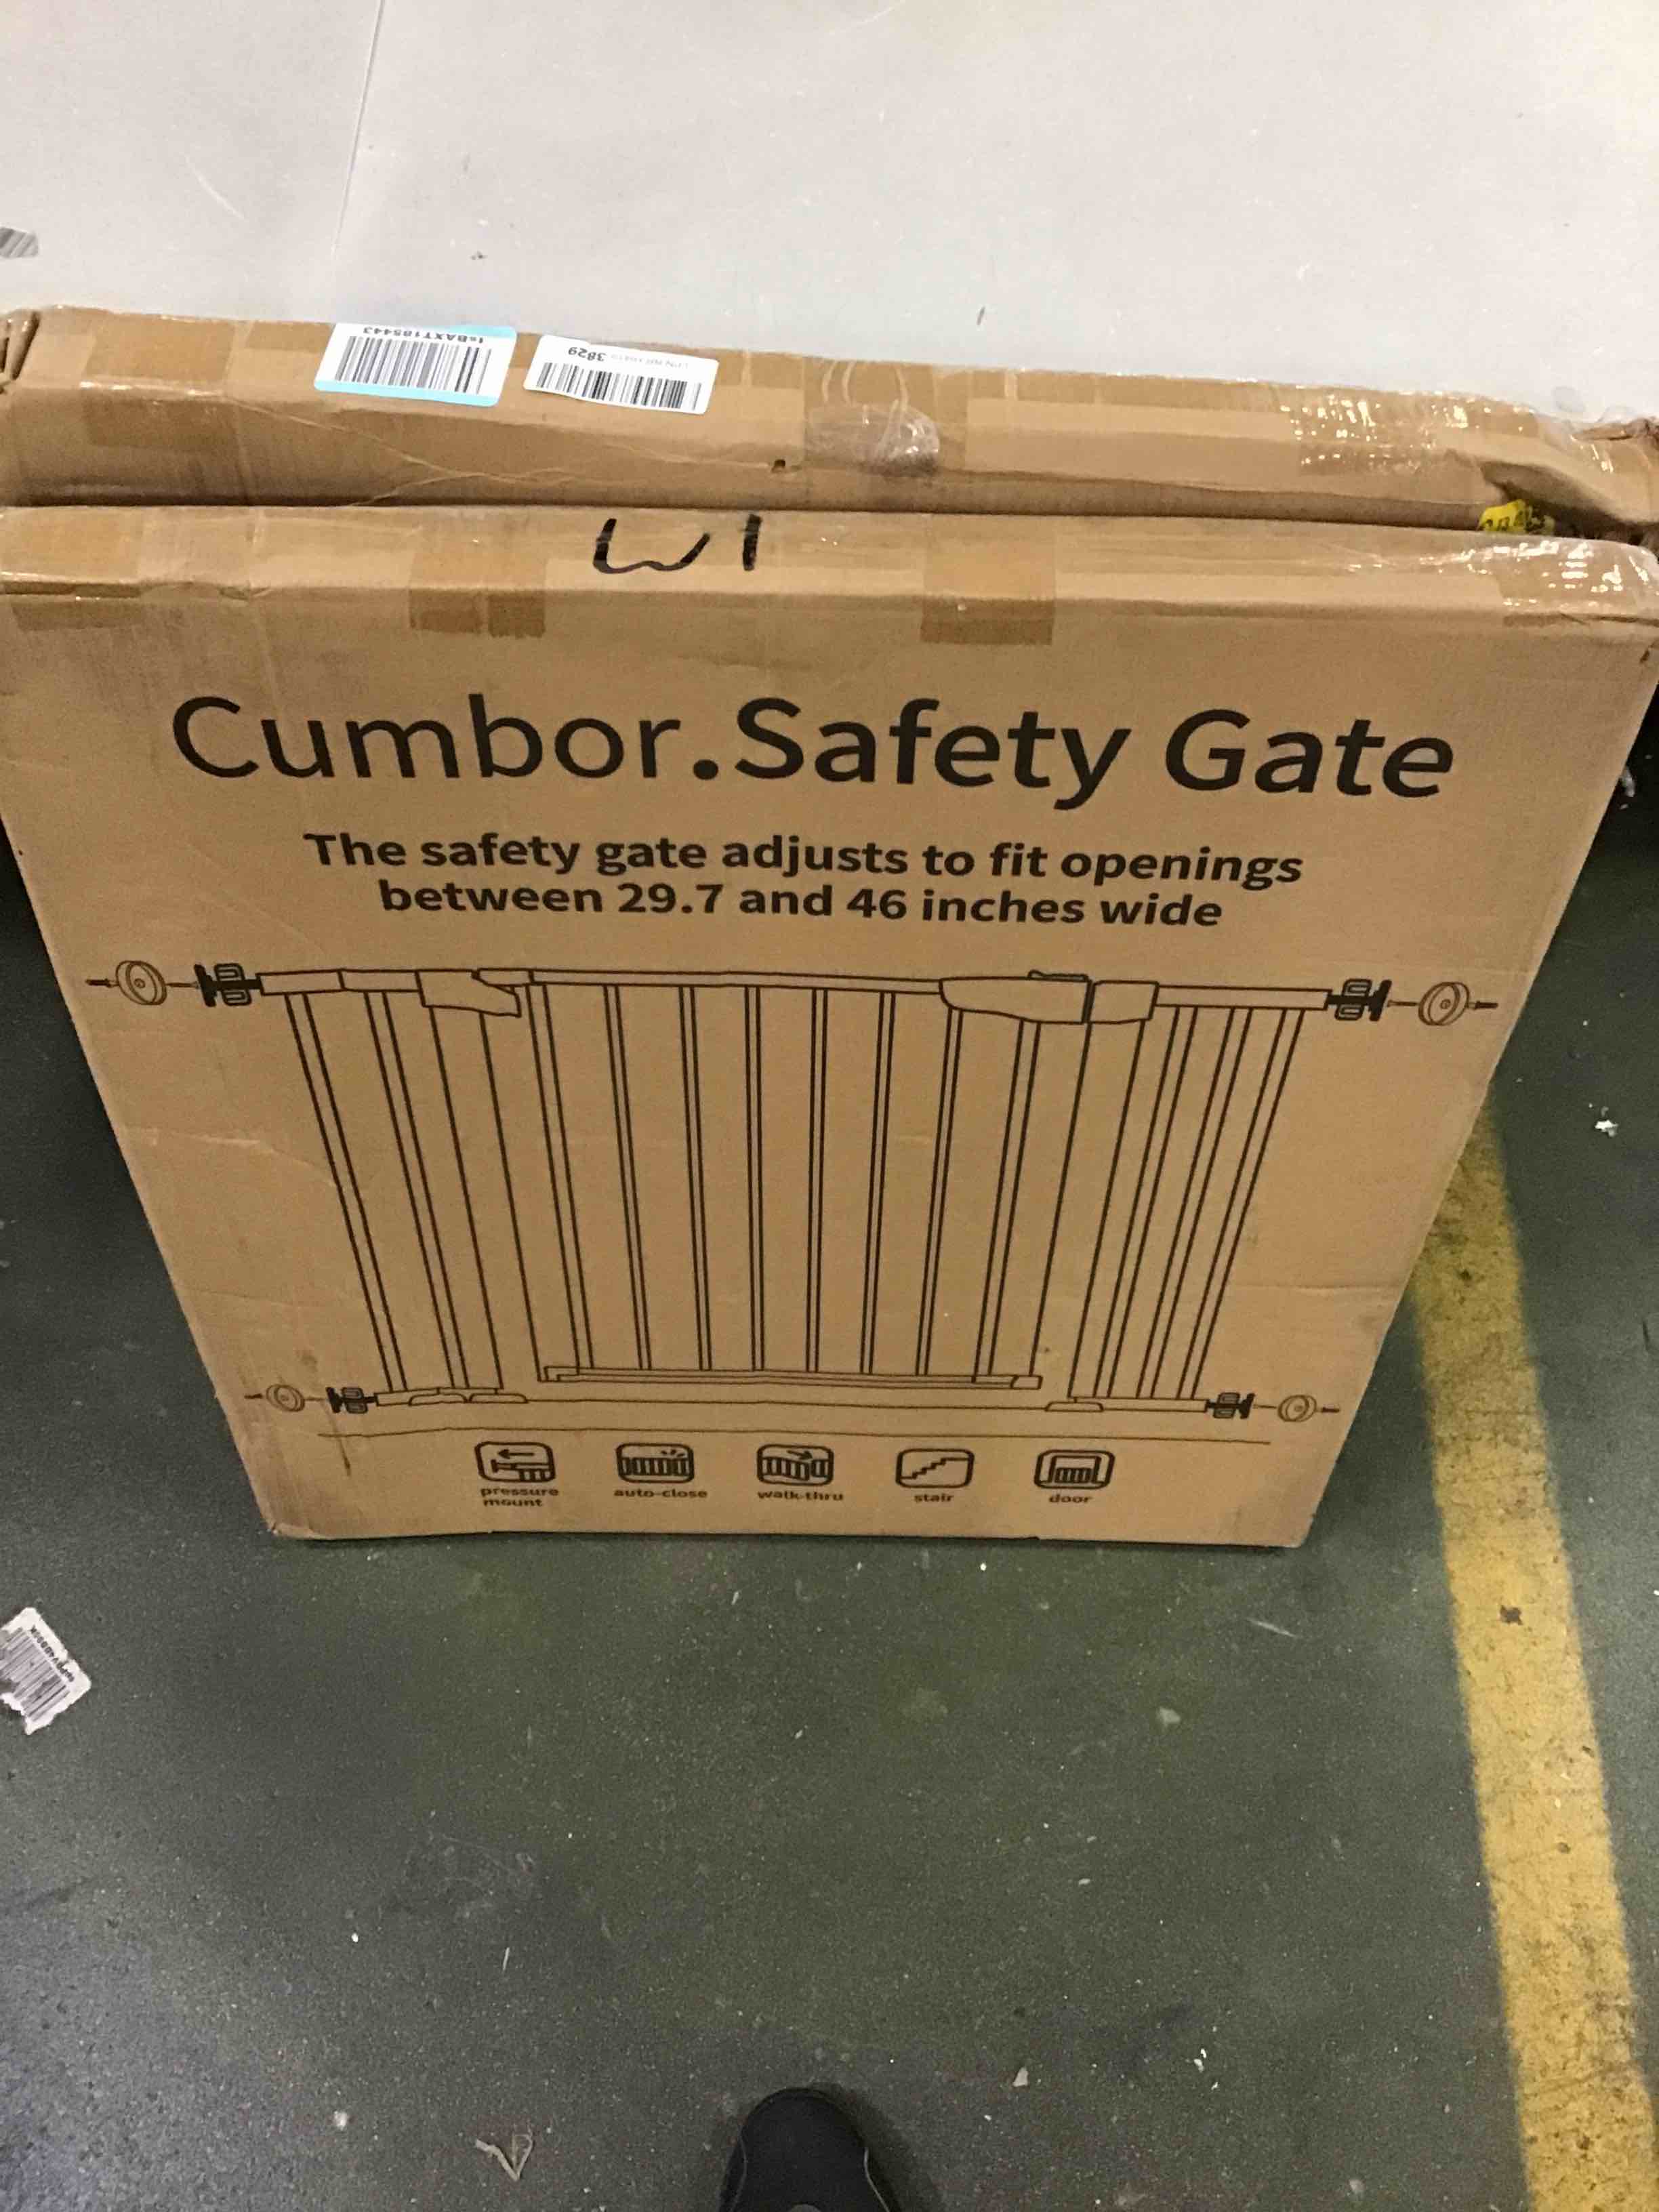 tsBAXT185443
3829
W1
Cumbor.Safety Gate
The safety gate adjusts to fit openings
between 29.7 and 46 inches wide
pressure
mount
auto-close
walk-thru
stair
door